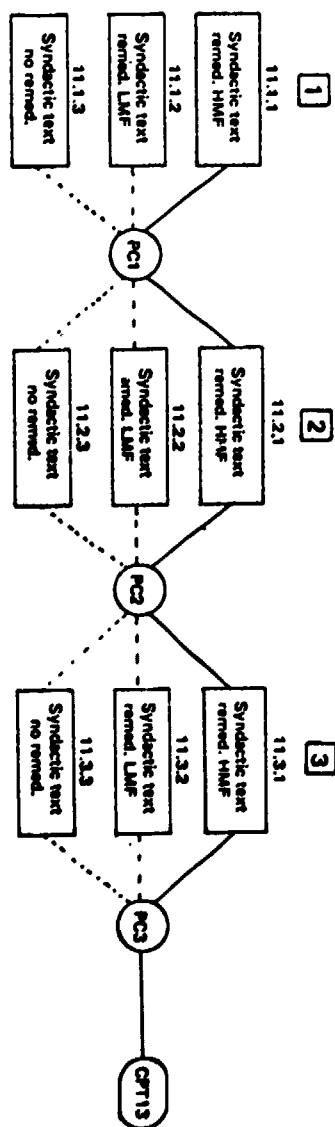 1
11.1.1
Syndactic text
remed. HMF
11.1.2
Syndactic text
remed. LMF
11.1.3
Syndactic text
no remed.
PC1
2
11.2.1
Syndactic text
remed. HMF
11.2.2
Syndactic text
amed. LMF
11.2.3
Syndactic text
no remed.
PC2
3
11.3.1
Syndactic text
remed. HMF
11.3.2
Syndactic text
remed. LMF
11.3.3
Syndactic text
no remed.
PC3
CPT13